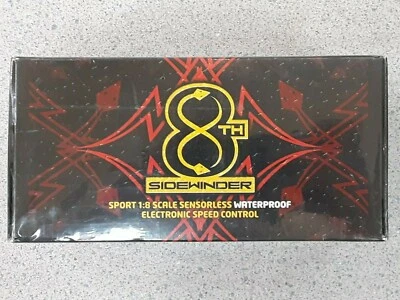 8TH
SIDEWINDER
SPORT 1:8 SCALE SENSORLESS WATERPROOF
ELECTRONIC SPEED CONTROL